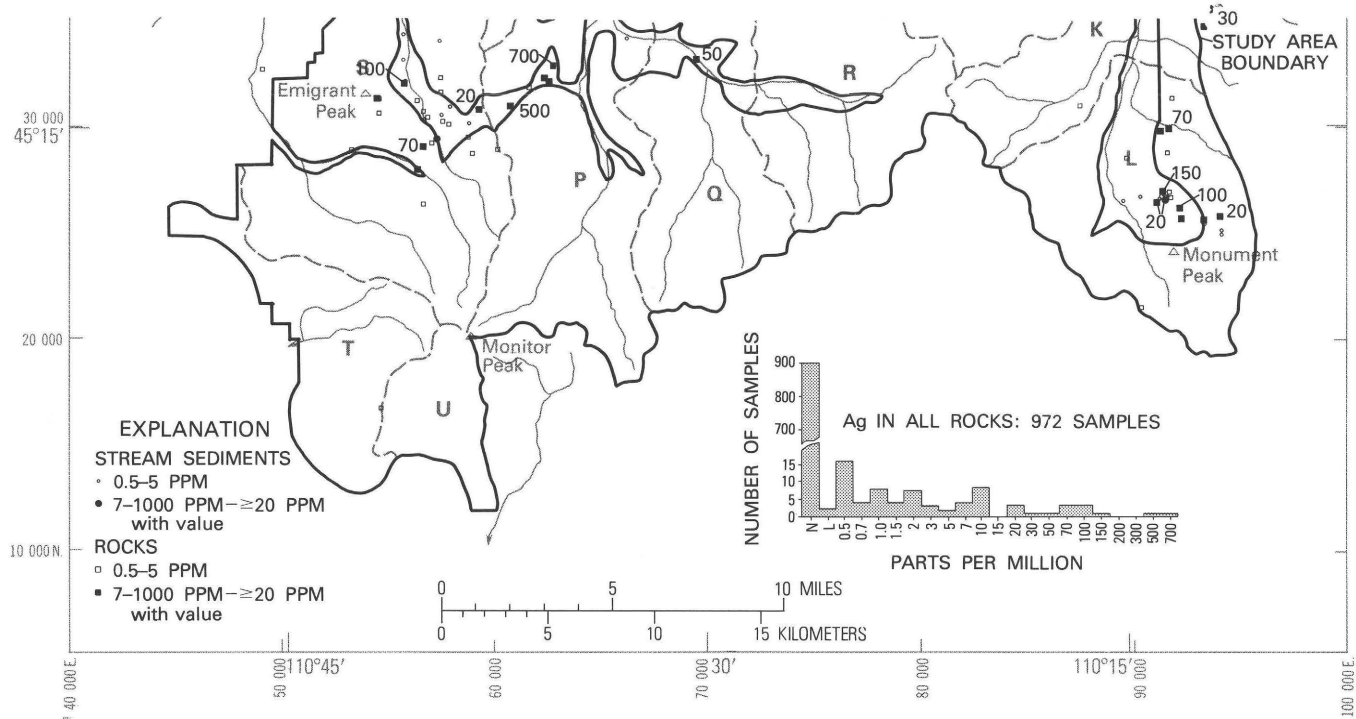 30
STUDY AREA
BOUNDARY
K
700
50
R
S
300
Emigrant
Peak
20
500
30 000
45°15'
70
70
P
Q
L
150
100
20
20
Monument
Peak
20 000
T
Monitor
Peak
U
EXPLANATION
STREAM SEDIMENTS
0.5–5 PPM
7–1000 PPM—≥20 PPM
with value
ROCKS
0.5–5 PPM
7–1000 PPM—≥20 PPM
with value
10 000 N.
NUMBER OF SAMPLES
900
800
700
15
10
5
0
Ag IN ALL ROCKS: 972 SAMPLES
N L 0.5 0.7 1.0 1.5 2 3 5 7 10 15 20 30 50 70 100 150 200 300 500 700
PARTS PER MILLION
0 5 10 MILES
0 5 10 15 KILOMETERS
40 000 E
50 000
110°45'
60 000
70 000
30'
80 000
90 000
110°15'
100 000 E.